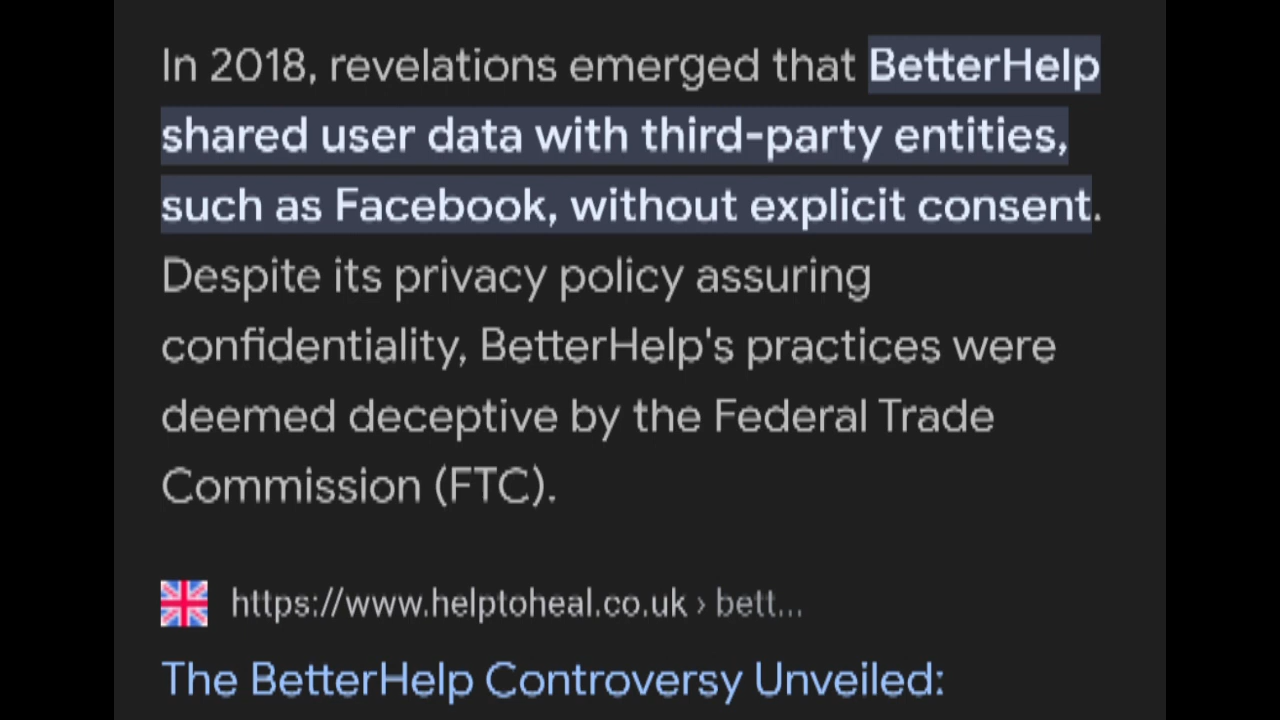 In 2018, revelations emerged that BetterHelp
shared user data with third-party entities,
such as Facebook, without explicit consent.
Despite its privacy policy assuring
confidentiality, BetterHelp's practices were
deemed deceptive by the Federal Trade
Commission (FTC).
https://www.helptoheal.co.uk › bett...
The BetterHelp Controversy Unveiled: